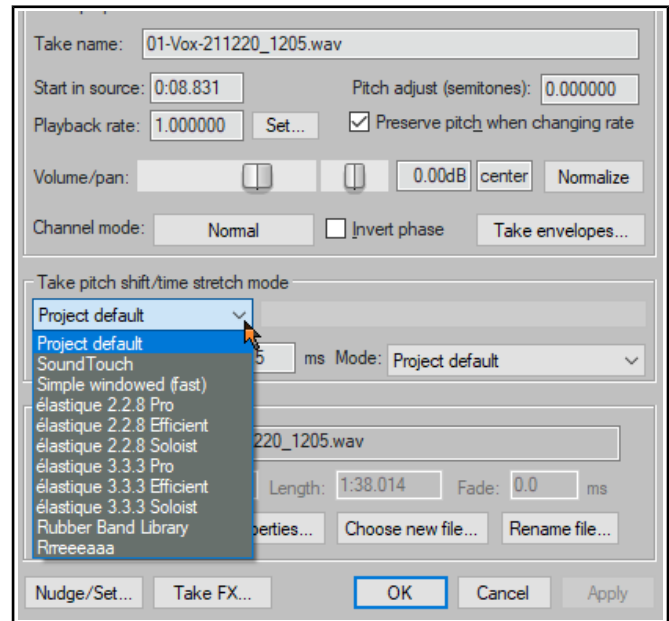 Take name: 01-Vox-211220_1205.wav
Start in source: 0:08.831 Pitch adjust (semitones): 0.000000
Playback rate: 1.000000 Set... Preserve pitch when changing rate
Volume/pan: 0.00dB center Normalize
Channel mode: Normal Invert phase Take envelopes...
Take pitch shift/time stretch mode
Project default
Project default
SoundTouch
5 ms Mode: Project default
Simple windowed (fast)
élastique 2.2.8 Pro
élastique 2.2.8 Efficient
élastique 2.2.8 Soloist
220_1205.wav
élastique 3.3.3 Pro
élastique 3.3.3 Efficient
Length: 1:38.014 Fade: 0.0 ms
élastique 3.3.3 Soloist
Rubber Band Library
perties... Choose new file... Rename file...
Rrreeeaaa
Nudge/Set... Take FX... OK Cancel Apply